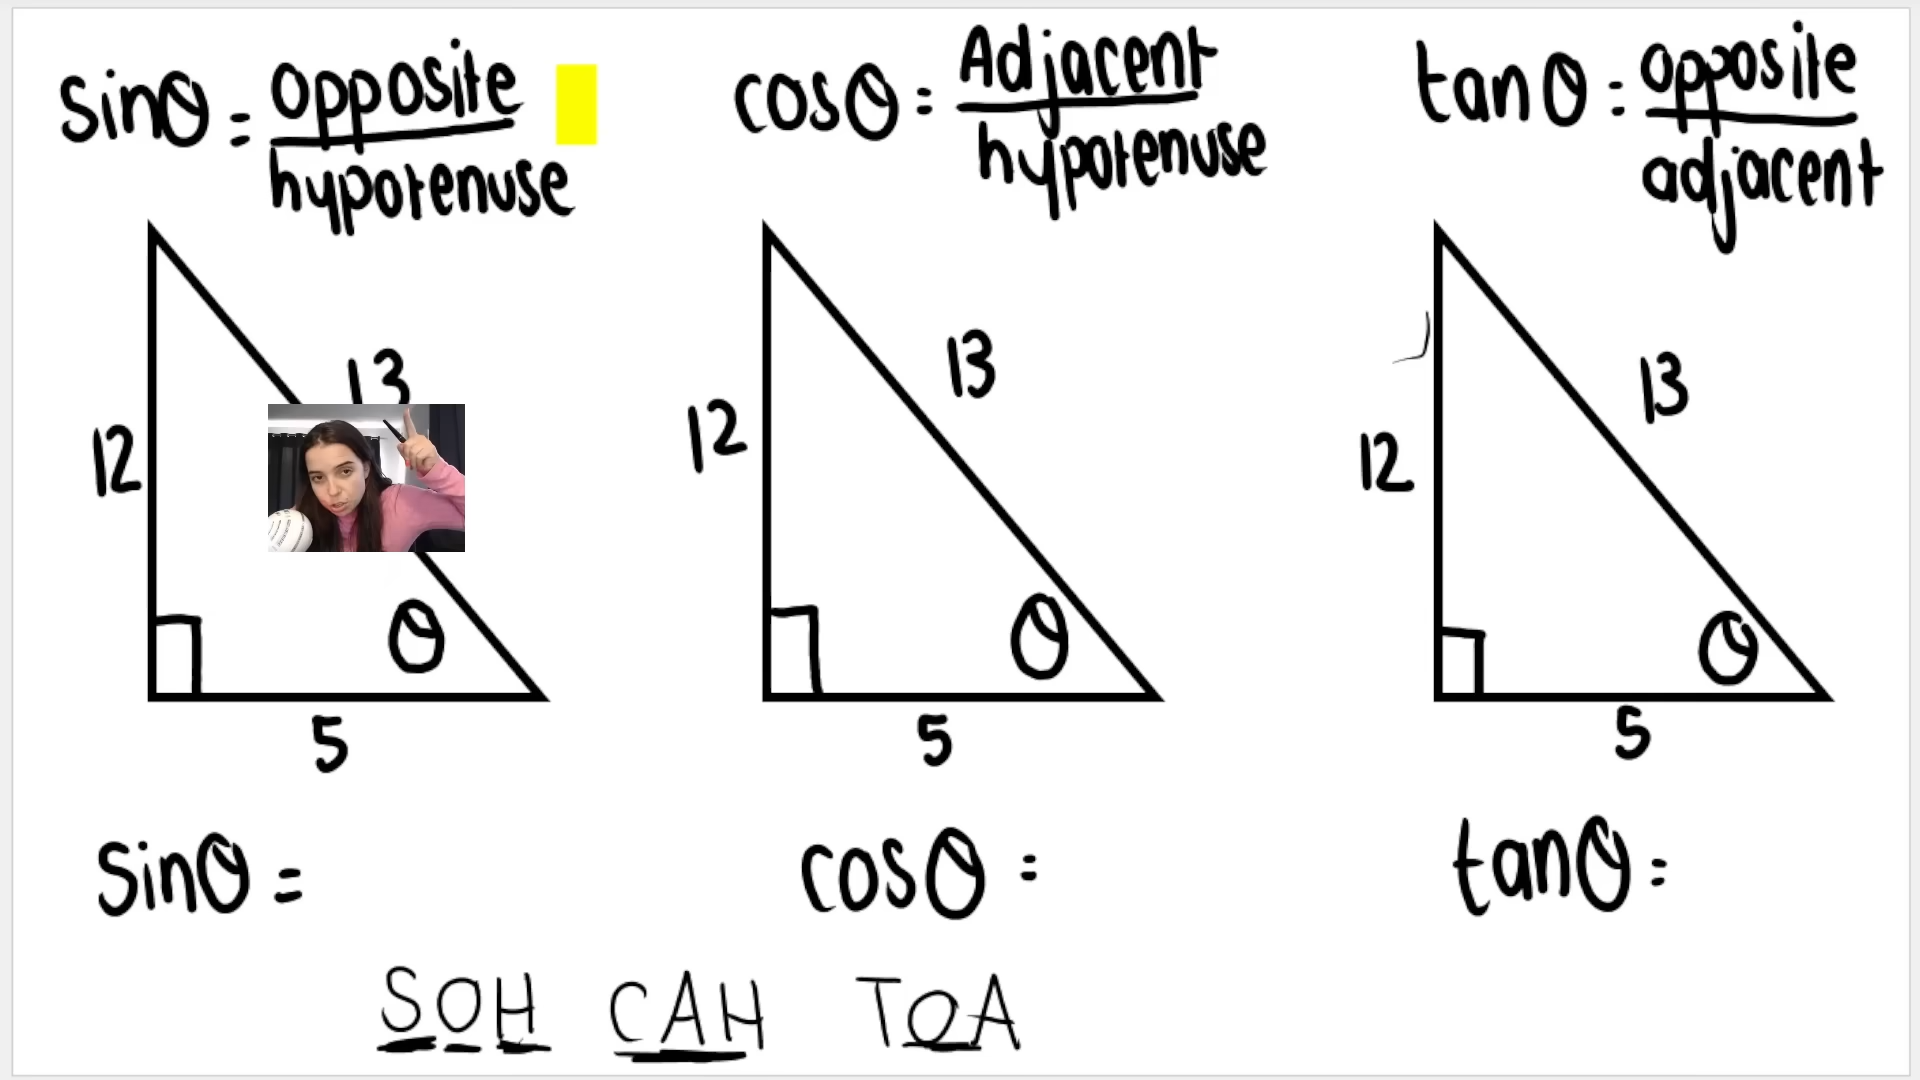 sinθ = opposite
hypotenuse
cosθ = Adjacent
hypotenuse
tanθ = opposite
adjacent
13
12
θ
5
13
12
θ
5
13
12
θ
5
sinθ =
cosθ =
tanθ =
SOH CAH TOA